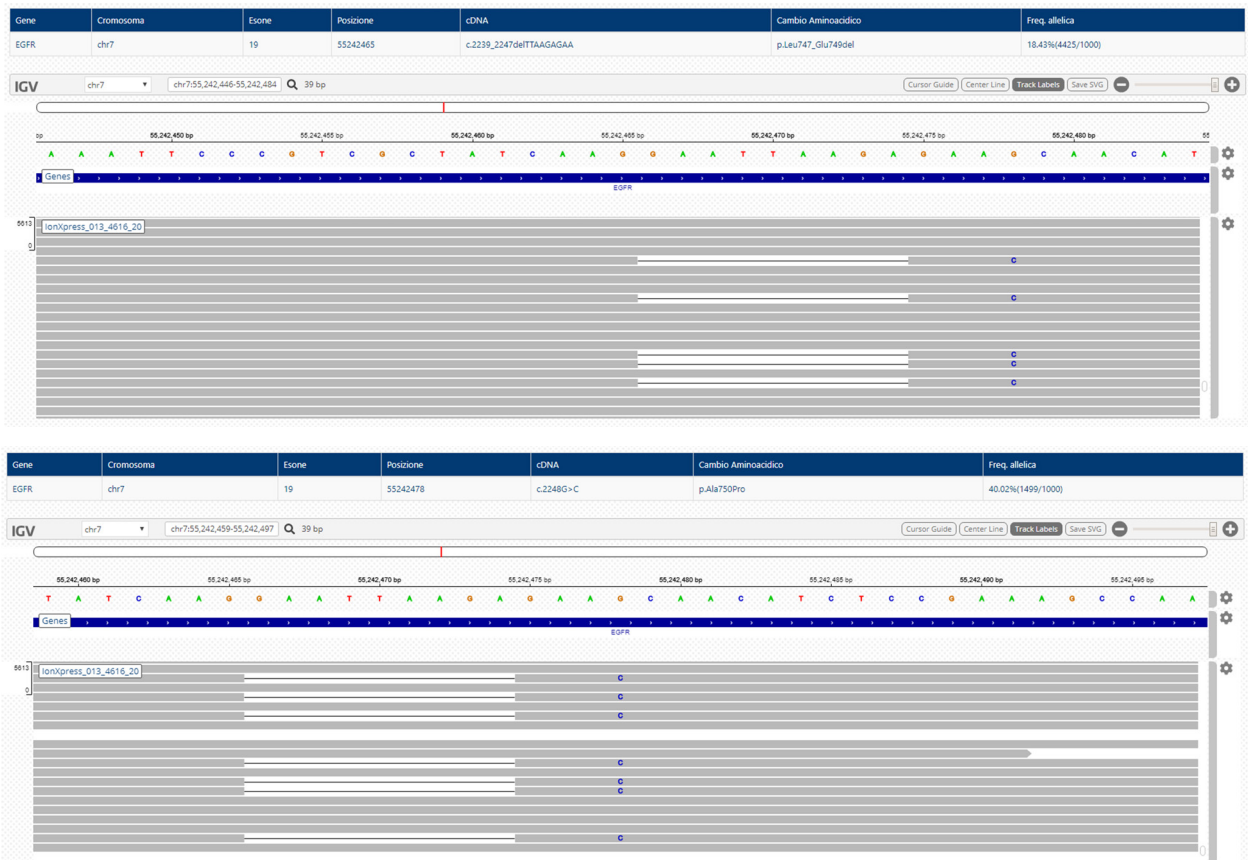 Gene Cromosoma Esone Posizione cDNA Cambio Aminoacidico Freq. allelica
EGFR chr7 19 55242465 c.2239_2247delTTAAGAGAA p.Leu747_Glu749del 18.43%(4425/1000)
IGV chr7 chr7:55,242,446-55,242,484 39 bp Cursor Guide Center Line Track Labels Save SVG
bp 55,242,450 bp 55,242,455 bp 55,242,460 bp 55,242,465 bp 55,242,470 bp 55,242,475 bp 55,242,480 bp 55
A A A T T C C C G T C G C T A T C A A G G A A T T A A G A G A A G C A A C A T
Genes
EGFR
5613
IonXpress_013_4616_20
0
C
C
C
C
C
Gene Cromosoma Esone Posizione cDNA Cambio Aminoacidico Freq. allelica
EGFR chr7 19 55242478 c.2248G>C p.Ala750Pro 40.02%(1499/1000)
IGV chr7 chr7:55,242,459-55,242,497 39 bp Cursor Guide Center Line Track Labels Save SVG
55,242,460 bp 55,242,465 bp 55,242,470 bp 55,242,475 bp 55,242,480 bp 55,242,485 bp 55,242,490 bp 55,242,495 bp
T A T C A A G G A A T T A A G A G A A G C A A C A T C T C C G A A A G C C A A
Genes
EGFR
5613
IonXpress_013_4616_20
0
C
C
C
C
C
C
C